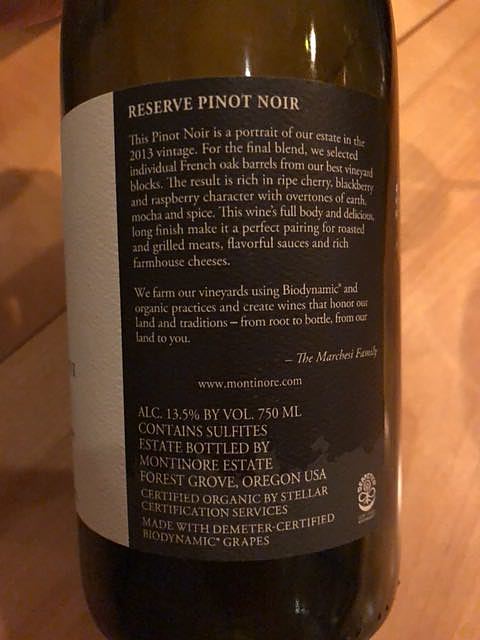 RESERVE PINOT NOIR
This Pinot Noir is a portrait of our estate in the
2013 vintage. For the final blend, we selected
individual French oak barrels from our best vineyard
blocks. The result is rich in ripe cherry, blackberry
and raspberry character with overtones of earth,
mocha and spice. This wine's full body and delicious,
long finish make it a perfect pairing for roasted
and grilled meats, flavorful sauces and rich
farmhouse cheeses.
We farm our vineyards using Biodynamic® and
organic practices and create wines that honor our
land and traditions – from root to bottle, from our
land to you.
– The Marchesi Family
www.montinore.com
ALC. 13.5% BY VOL. 750 ML
CONTAINS SULFITES
ESTATE BOTTLED BY
MONTINORE ESTATE
FOREST GROVE, OREGON USA
CERTIFIED ORGANIC BY STELLAR
CERTIFICATION SERVICES
MADE WITH DEMETER-CERTIFIED
BIODYNAMIC® GRAPES